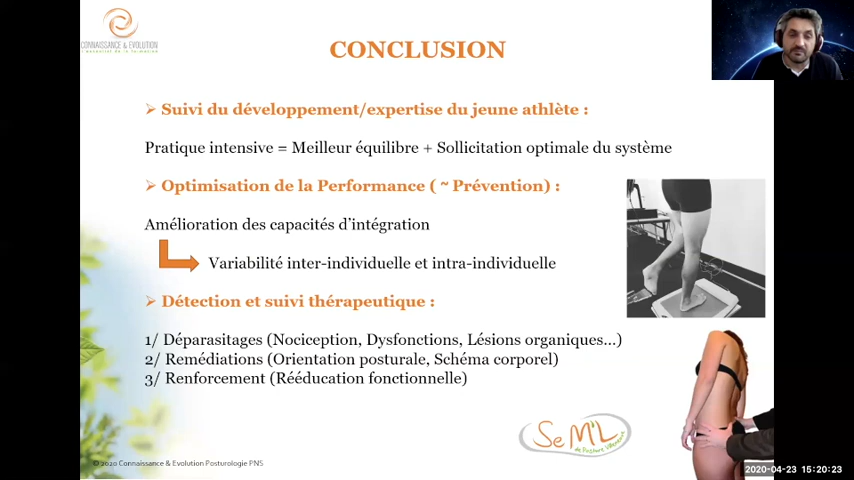 CONNAISSANCE & EVOLUTION
CONCLUSION
➢ Suivi du développement/expertise du jeune athlète :
Pratique intensive = Meilleur équilibre + Sollicitation optimale du système
➢ Optimisation de la Performance ( ~ Prévention) :
Amélioration des capacités d'intégration
Variabilité inter-individuelle et intra-individuelle
➢ Détection et suivi thérapeutique :
1/ Déparasitages (Nociception, Dysfonctions, Lésions organiques...)
2/ Remédiations (Orientation posturale, Schéma corporel)
3/ Renforcement (Rééducation fonctionnelle)
SeM'L
© 2020 Connaissance & Evolution Posturologie PNS
2020-04-23 15:20:23